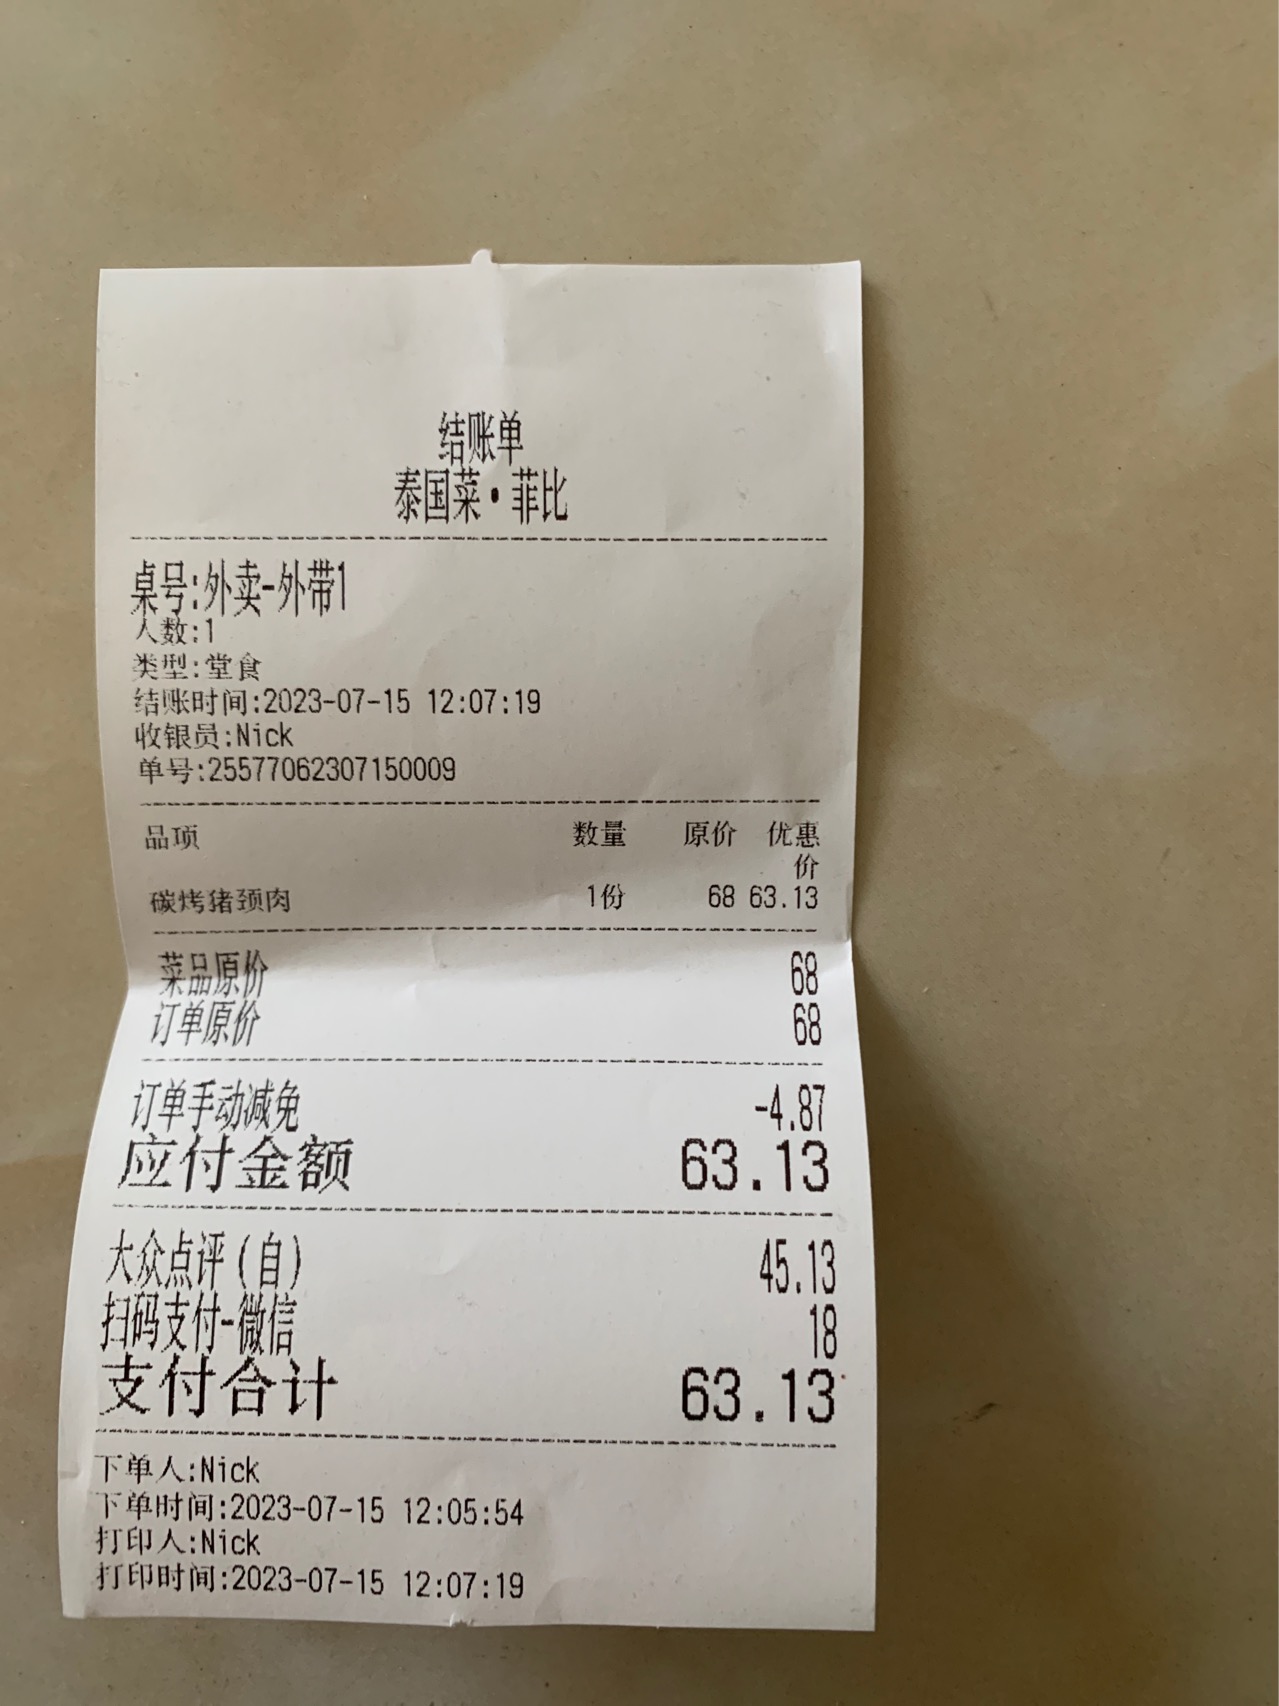 结账单
泰国菜·菲比
桌号:外卖-外带1
人数:1
类型:堂食
结账时间:2023-07-15 12:07:19
收银员:Nick
单号:25577062307150009
品项 数量 原价 优惠
价
碳烤猪颈肉 1份 68 63.13
菜品原价 68
订单原价 68
订单手动减免 -4.87
应付金额 63.13
大众点评(自) 45.13
扫码支付-微信 18
支付合计 63.13
下单人:Nick
下单时间:2023-07-15 12:05:54
打印人:Nick
打印时间:2023-07-15 12:07:19